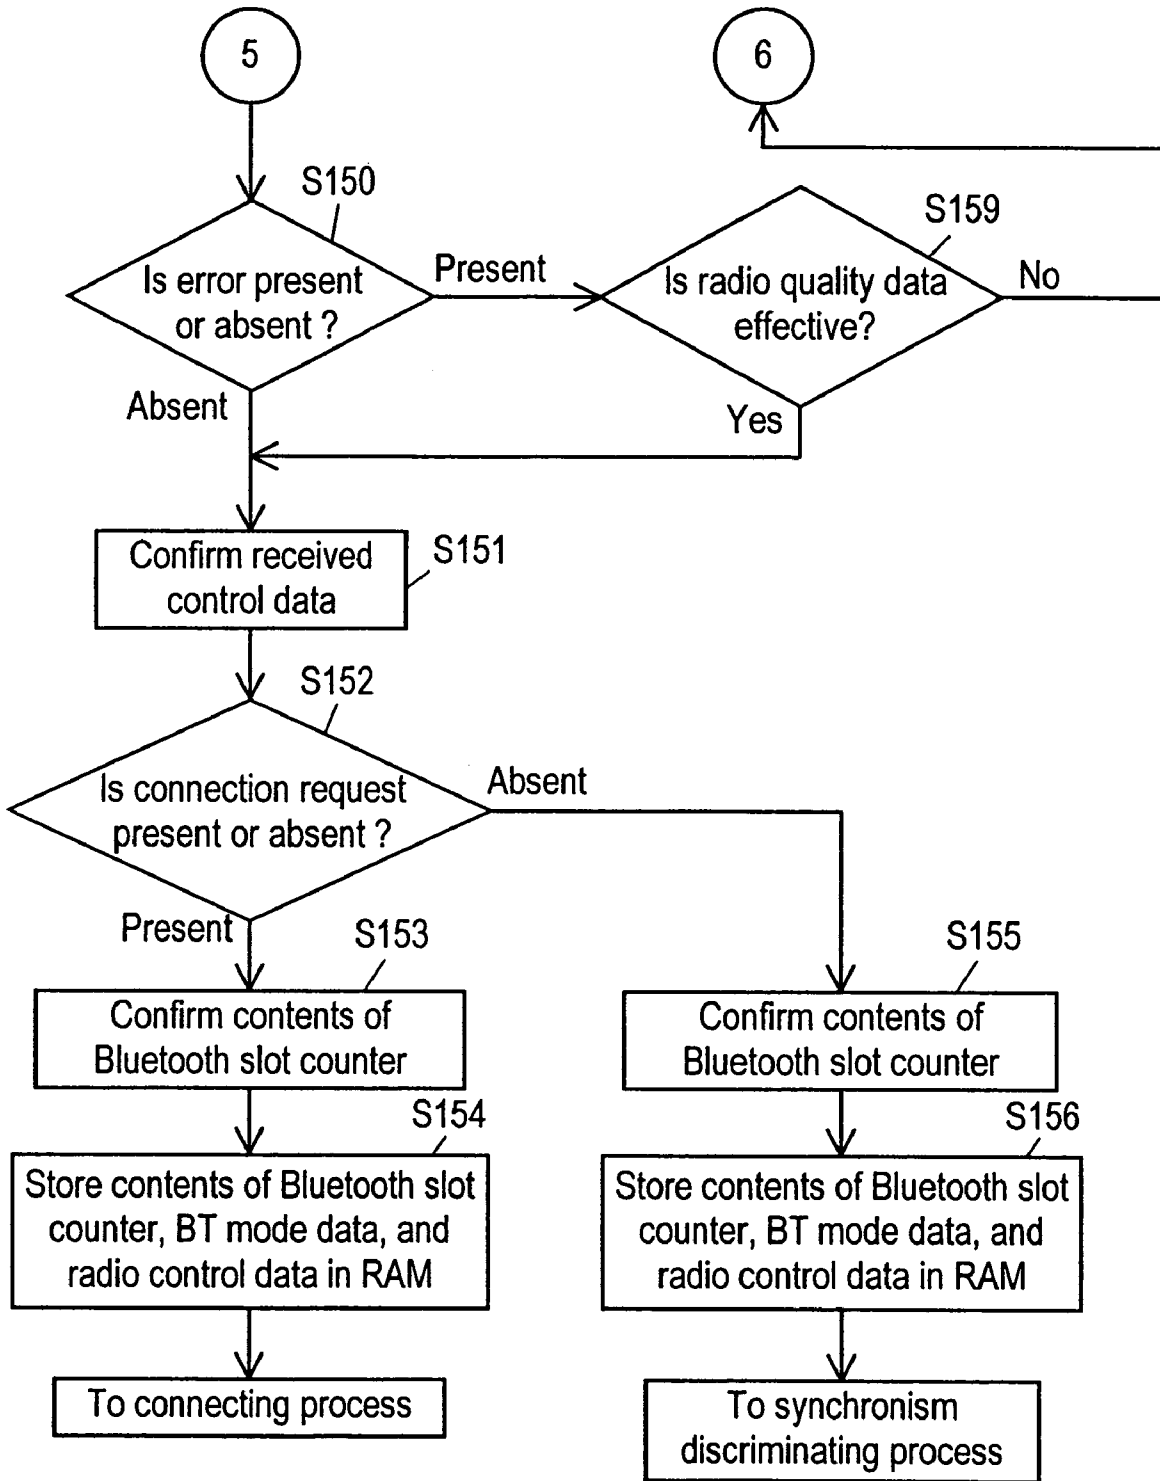 5
6
S150
S159
Is error present
or absent ?
Present
Is radio quality data
effective?
No
Absent
Yes
Confirm received
control data
S151
S152
Is connection request
present or absent ?
Absent
Present
S153
S155
Confirm contents of
Bluetooth slot counter
Confirm contents of
Bluetooth slot counter
S154
S156
Store contents of Bluetooth slot
counter, BT mode data, and
radio control data in RAM
Store contents of Bluetooth slot
counter, BT mode data, and
radio control data in RAM
To connecting process
To synchronism
discriminating process